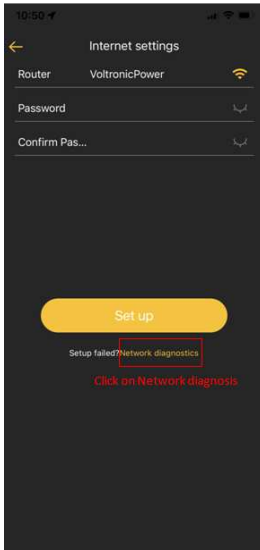 10:50
Internet settings
Router VoltronicPower
Password
Confirm Pas...
Set up
Setup failed?Network diagnostics
Click on Network diagnosis